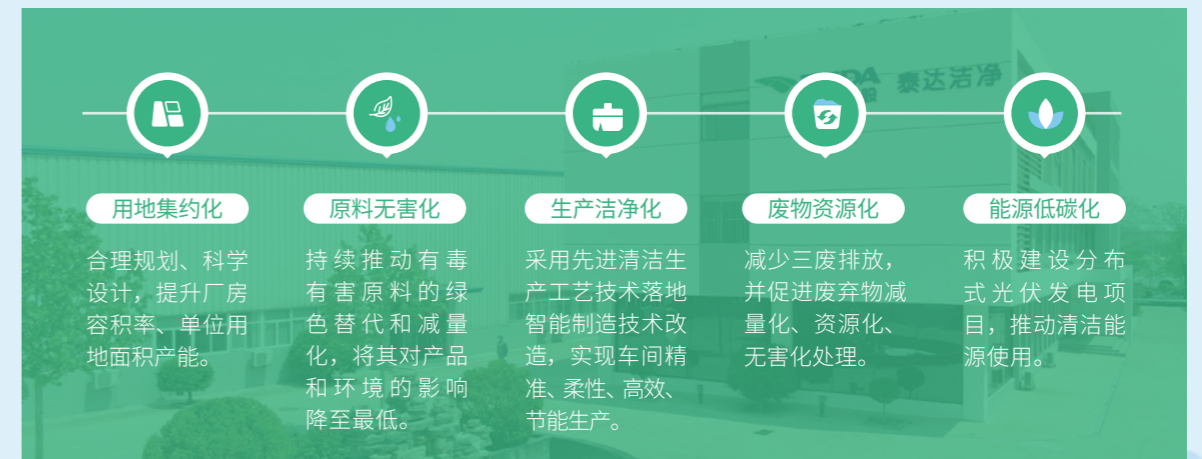 泰达洁净
用地集约化
合理规划、科学
设计，提升厂房
容积率、单位用
地面积产能。
原料无害化
持续推动有毒
有害原料的绿
色替代和减量
化，将其对产品
和环境的影响
降至最低。
生产洁净化
采用先进清洁生
产工艺技术落地
智能制造技术改
造，实现车间精
准、柔性、高效、
节能生产。
废物资源化
减少三废排放，
并促进废弃物减
量化、资源化、
无害化处理。
能源低碳化
积极建设分布
式光伏发电项
目，推动清洁能
源使用。